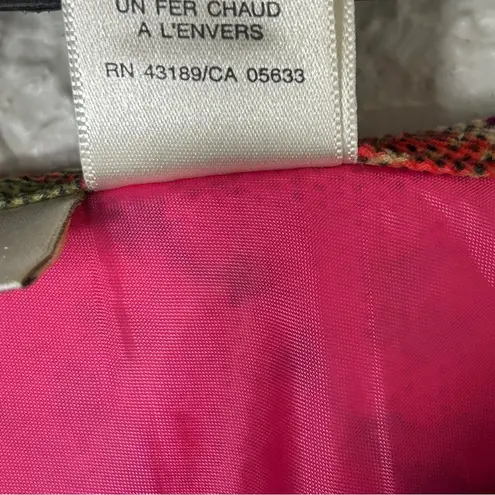 UN FER CHAUD
A L'ENVERS
RN 43189/CA 05633